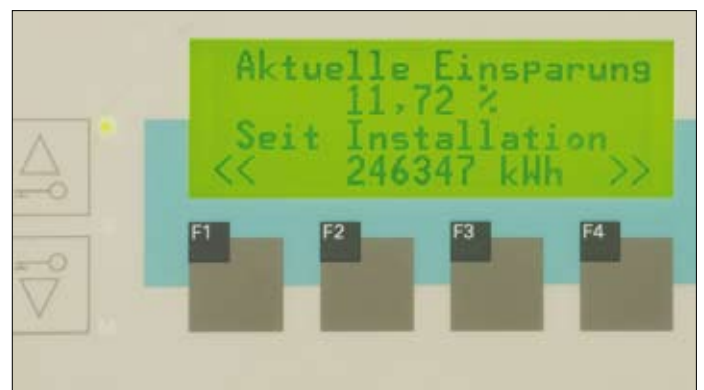 Aktuelle Einsparung
11,72 %
Seit Installation
<< 246347 kWh >>
F1 F2 F3 F4